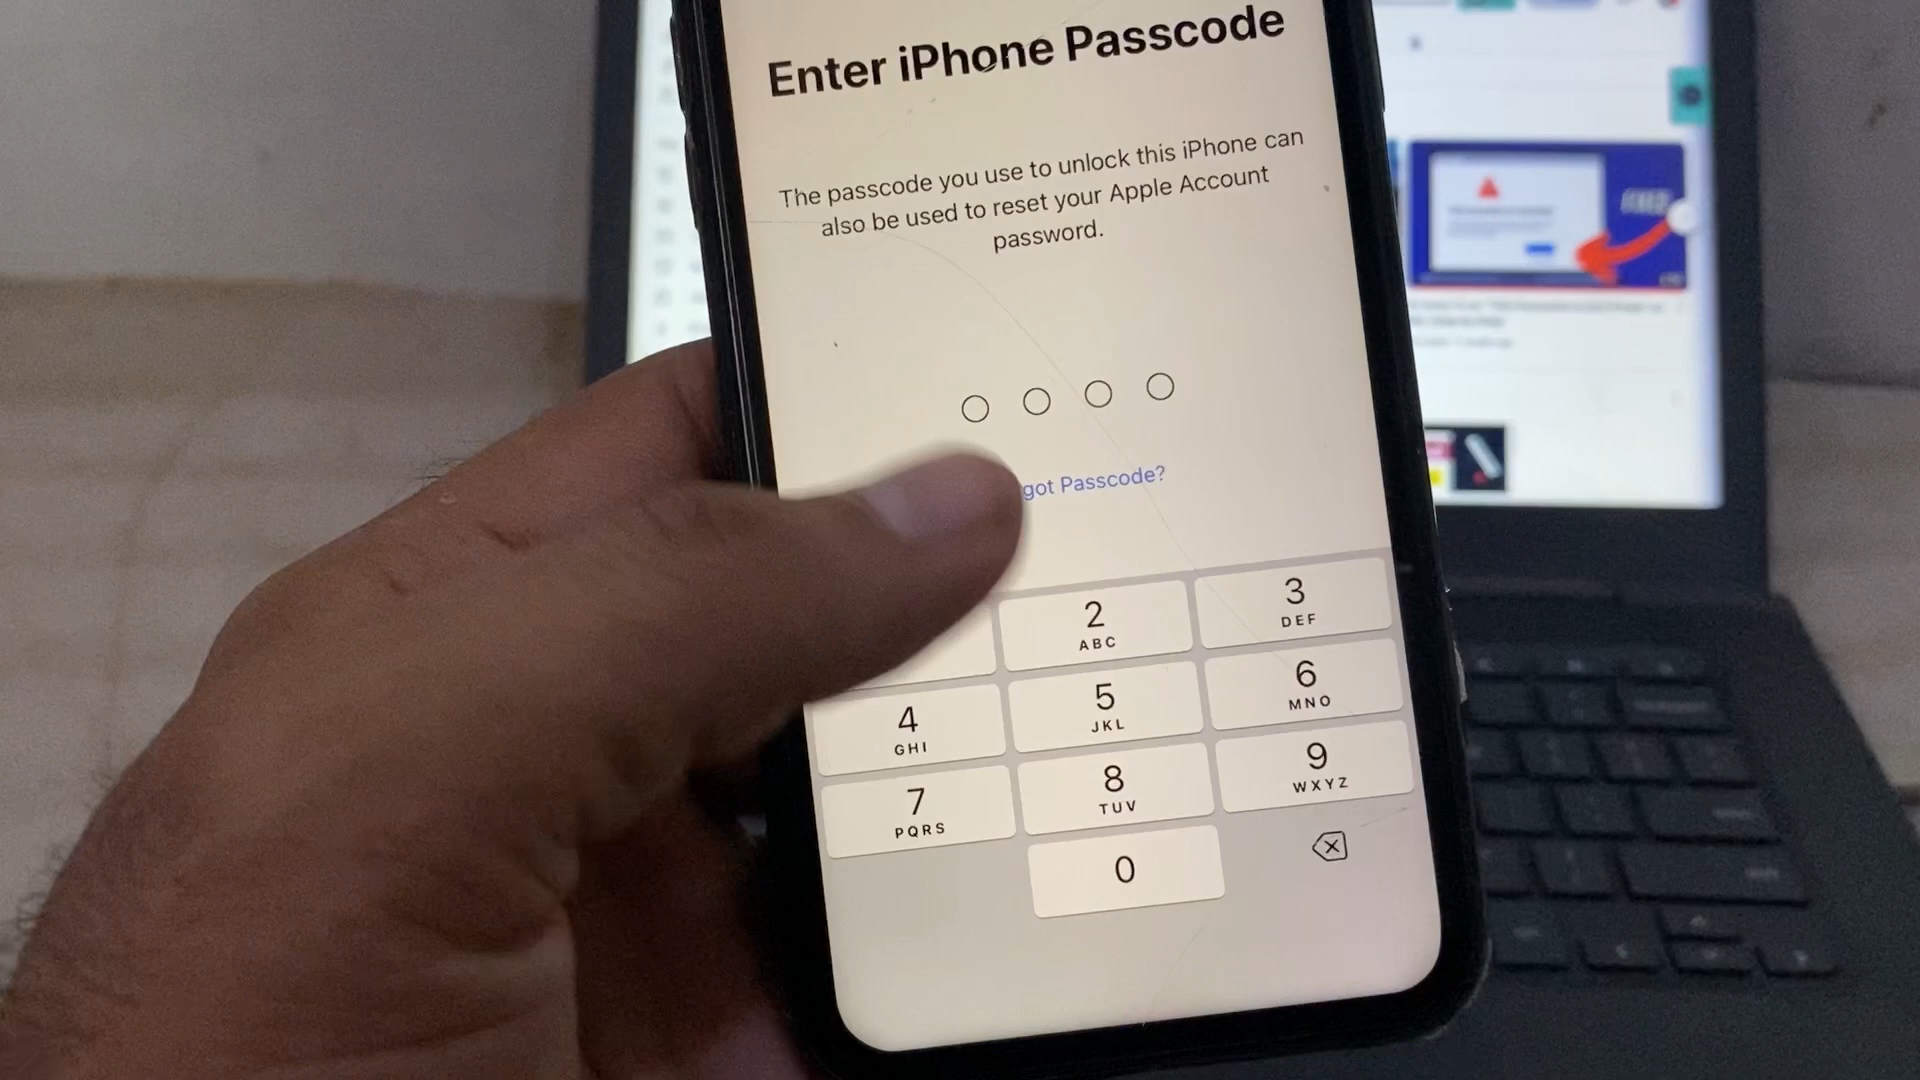 Enter iPhone Passcode
The passcode you use to unlock this iPhone can
also be used to reset your Apple Account
password.
got Passcode?
2
ABC
3
DEF
4
GHI
5
JKL
6
MNO
7
PQRS
8
TUV
9
WXYZ
0